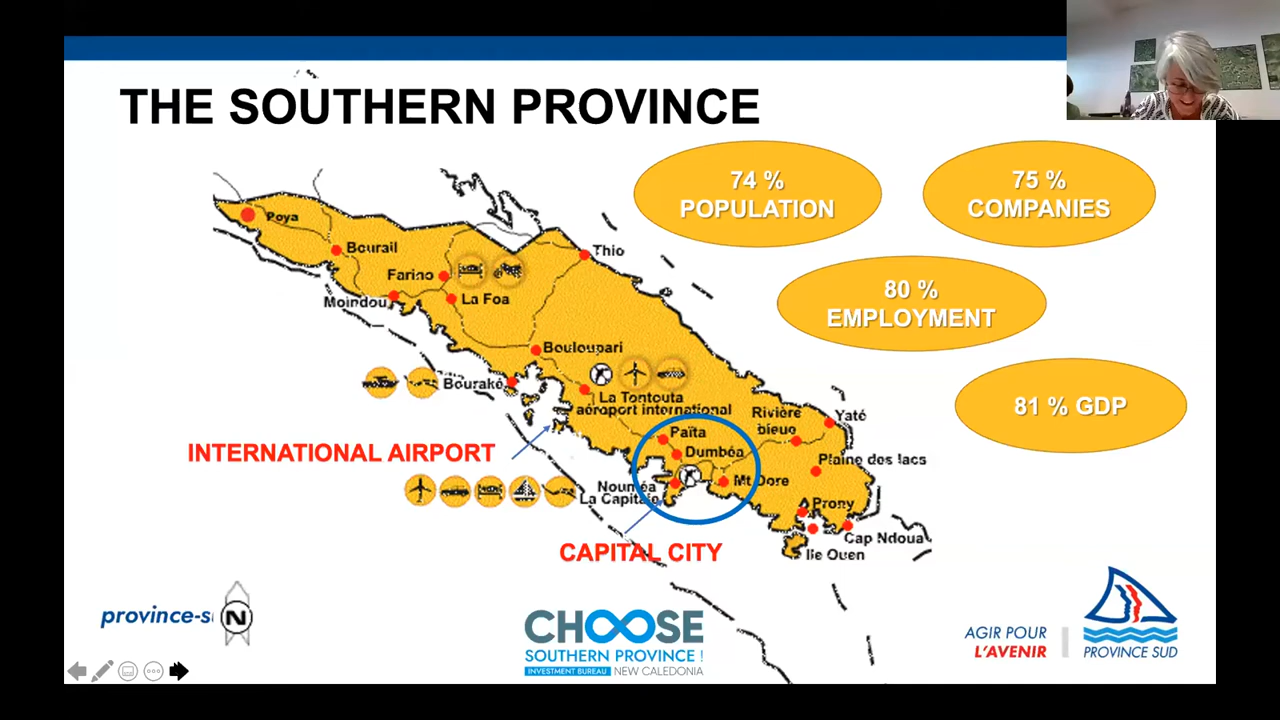 THE SOUTHERN PROVINCE
74 %
POPULATION
75 %
COMPANIES
80 %
EMPLOYMENT
81 % GDP
Poya
Bourail
Thio
Farino
Moindou
La Foa
Bouloupari
Bouraké
La Tontouta
aéroport international
Rivière
bleue
Yaté
Païta
Dumbéa
Plaine des lacs
INTERNATIONAL AIRPORT
Mt Dore
Nouméa
La Capitale
Prony
Cap Ndoua
Ile Ouen
CAPITAL CITY
province-s
N
CHOOSE
SOUTHERN PROVINCE !
INVESTMENT BUREAU NEW CALEDONIA
AGIR POUR
L'AVENIR
PROVINCE SUD